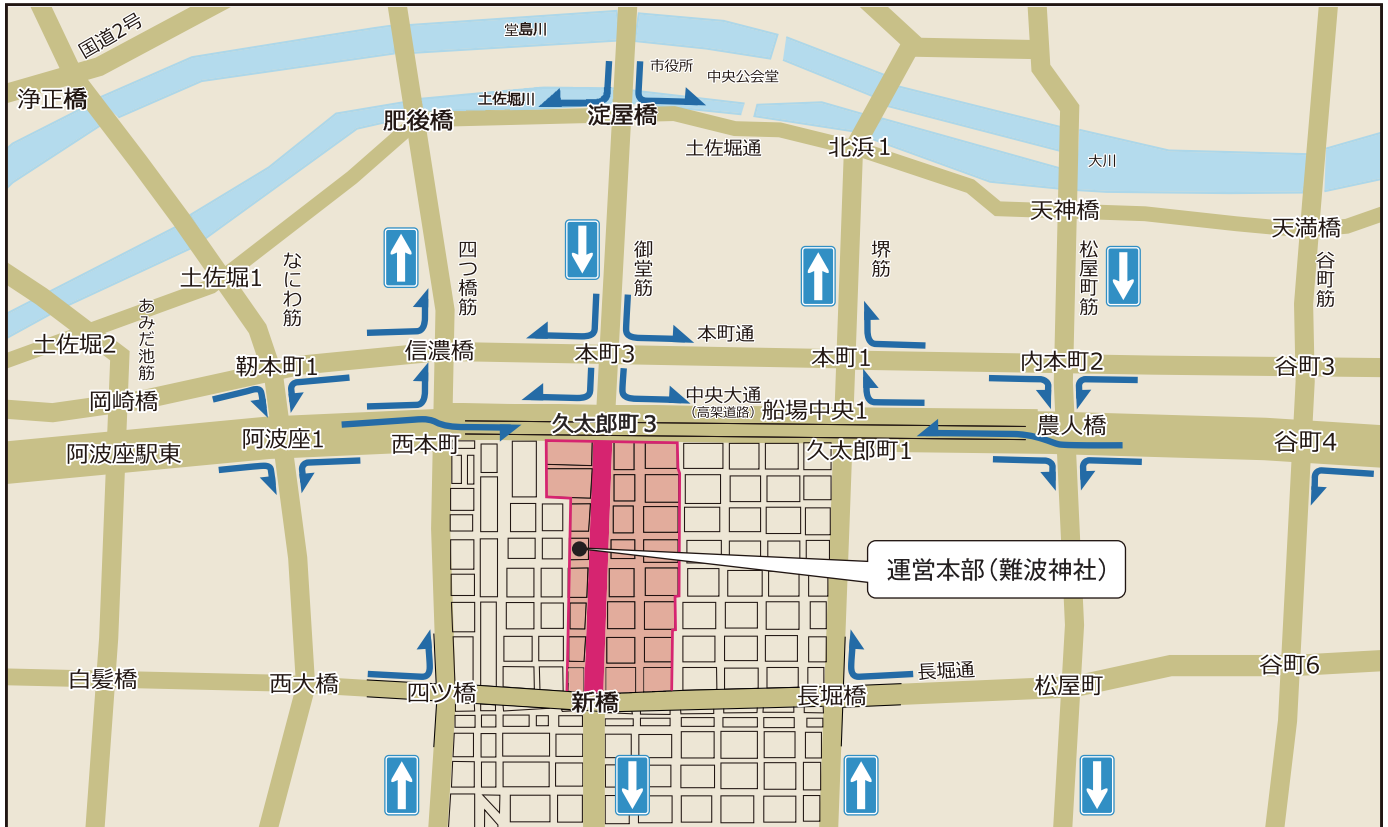 国道2号
堂島川
市役所
中央公会堂
浄正橋
土佐堀川
肥後橋
淀屋橋
土佐堀通
北浜1
大川
天神橋
天満橋
四つ橋筋
御堂筋
堺筋
松屋町筋
谷町筋
なにわ筋
土佐堀1
あみだ池筋
土佐堀2
本町通
信濃橋
本町3
本町1
内本町2
谷町3
靭本町1
岡崎橋
中央大通
(高架道路)
船場中央1
久太郎町3
農人橋
阿波座1
西本町
久太郎町1
谷町4
阿波座駅東
運営本部(難波神社)
白髪橋
西大橋
四ツ橋
新橋
長堀橋
長堀通
松屋町
谷町6